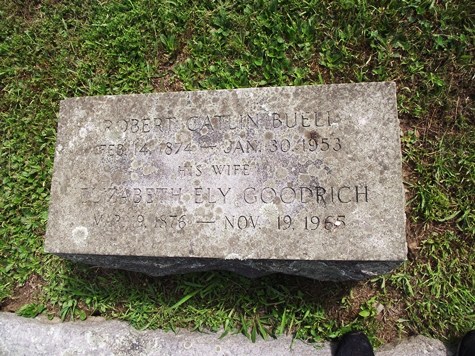 ROBERT CATLIN BUELL
FEB. 14, 1874 — JAN. 30, 1953
HIS WIFE
ELIZABETH ELY GOODRICH
MAR. 9, 1876 — NOV. 19, 1965